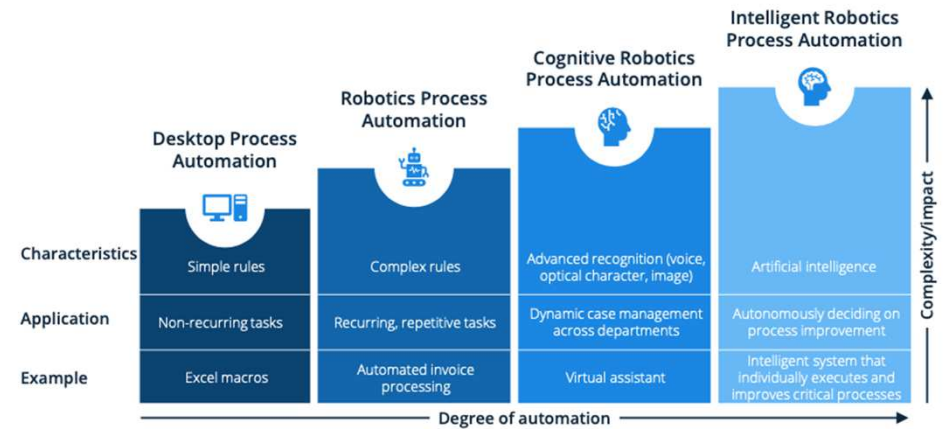 Intelligent Robotics
Process Automation
Cognitive Robotics
Process Automation
Robotics Process
Automation
Desktop Process
Automation
Characteristics
Simple rules
Complex rules
Advanced recognition (voice,
optical character, image)
Artificial intelligence
Application
Non-recurring tasks
Recurring, repetitive tasks
Dynamic case management
across departments
Autonomously deciding on
process improvement
Example
Excel macros
Automated invoice
processing
Virtual assistant
Intelligent system that
individually executes and
improves critical processes
Complexity/impact
Degree of automation